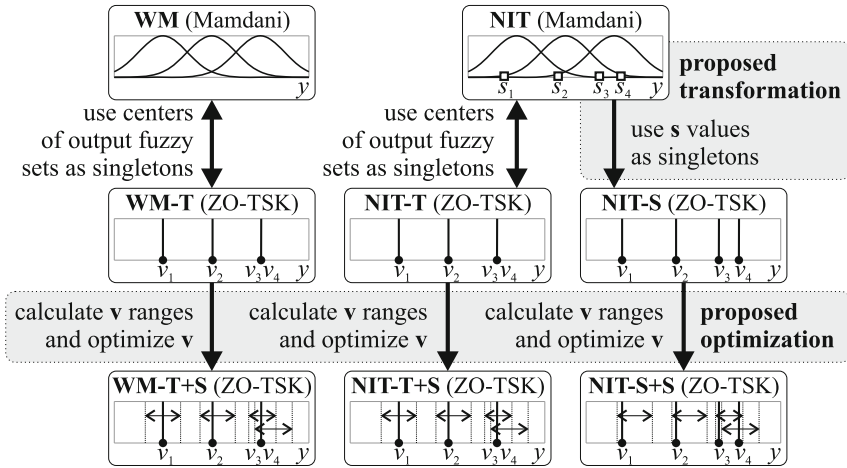 WM (Mamdani)
y
NIT (Mamdani)
s1 s2 s3 s4 y
proposed
transformation
use centers
of output fuzzy
sets as singletons
use centers
of output fuzzy
sets as singletons
use s values
as singletons
WM-T (ZO-TSK)
v1 v2 v3 v4 y
NIT-T (ZO-TSK)
v1 v2 v3 v4 y
NIT-S (ZO-TSK)
v1 v2 v3 v4 y
calculate v ranges
and optimize v
calculate v ranges
and optimize v
calculate v ranges
and optimize v
proposed
optimization
WM-T+S (ZO-TSK)
v1 v2 v3 v4 y
NIT-T+S (ZO-TSK)
v1 v2 v3 v4 y
NIT-S+S (ZO-TSK)
v1 v2 v3 v4 y